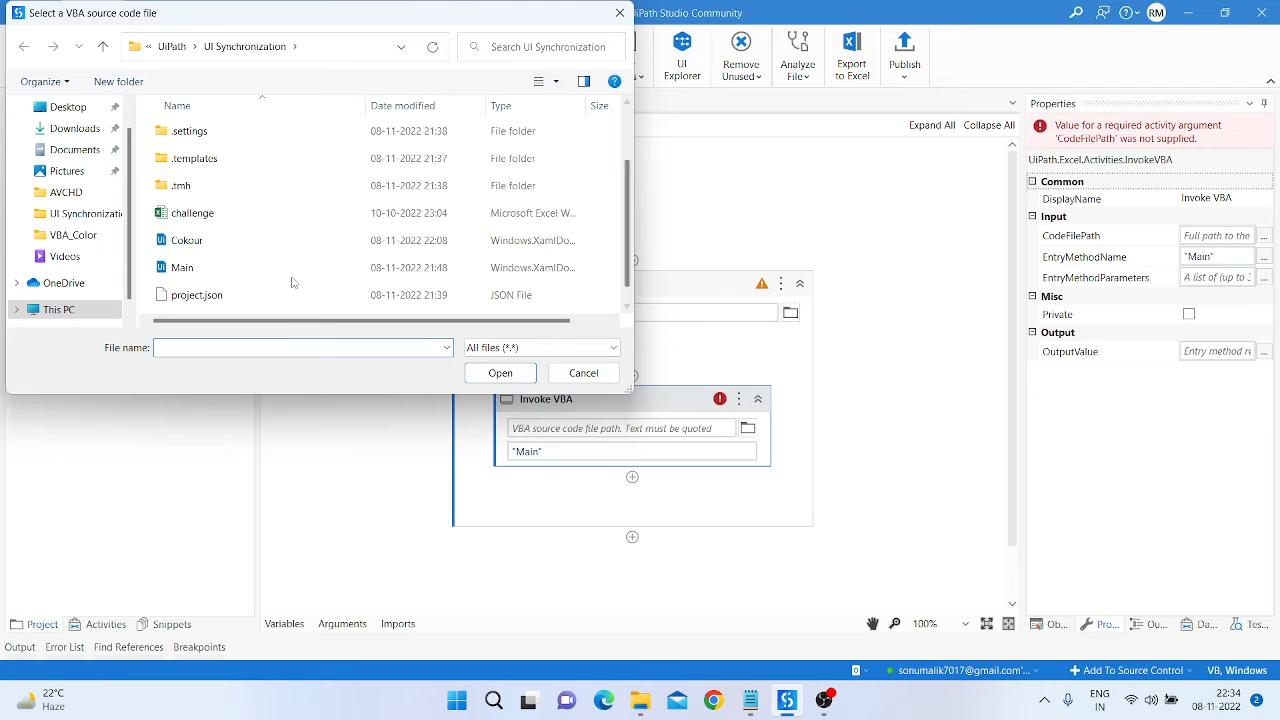 Select a VBA source code file
UiPath Studio Community
RM
UiPath
UI Synchronization
Search UI Synchronization
Organize
New folder
UI
Explorer
Remove
Unused
Analyze
File
Export
to Excel
Publish
Name
Date modified
Type
Size
Desktop
Downloads
Documents
Pictures
AVCHD
UI Synchronizati
VBA_Color
Videos
OneDrive
This PC
.settings 08-11-2022 21:38 File folder
.templates 08-11-2022 21:37 File folder
.tmh 08-11-2022 21:38 File folder
challenge 10-10-2022 23:04 Microsoft Excel W...
Cokour 08-11-2022 22:08 Windows.XamlDo...
Main 08-11-2022 21:48 Windows.XamlDo...
project.json 08-11-2022 21:39 JSON File
File name:
All files (*.*)
Open
Cancel
Expand All Collapse All
Invoke VBA
VBA source code file path. Text must be quoted
"Main"
Properties
Value for a required activity argument
'CodeFilePath' was not supplied.
UiPath.Excel.Activities.InvokeVBA
Common
DisplayName Invoke VBA
Input
CodeFilePath Full path to the ...
EntryMethodName "Main" ...
EntryMethodParameters A list of (up to 3 ...
Misc
Private
Output
OutputValue Entry method re ...
Project
Activities
Snippets
Variables
Arguments
Imports
100%
Ob...
Pro...
Ou...
Da...
Tes...
Output
Error List
Find References
Breakpoints
sonumalik7017@gmail.com'...
Add To Source Control
VB, Windows
22°C
Haze
ENG
IN
22:34
08-11-2022
2